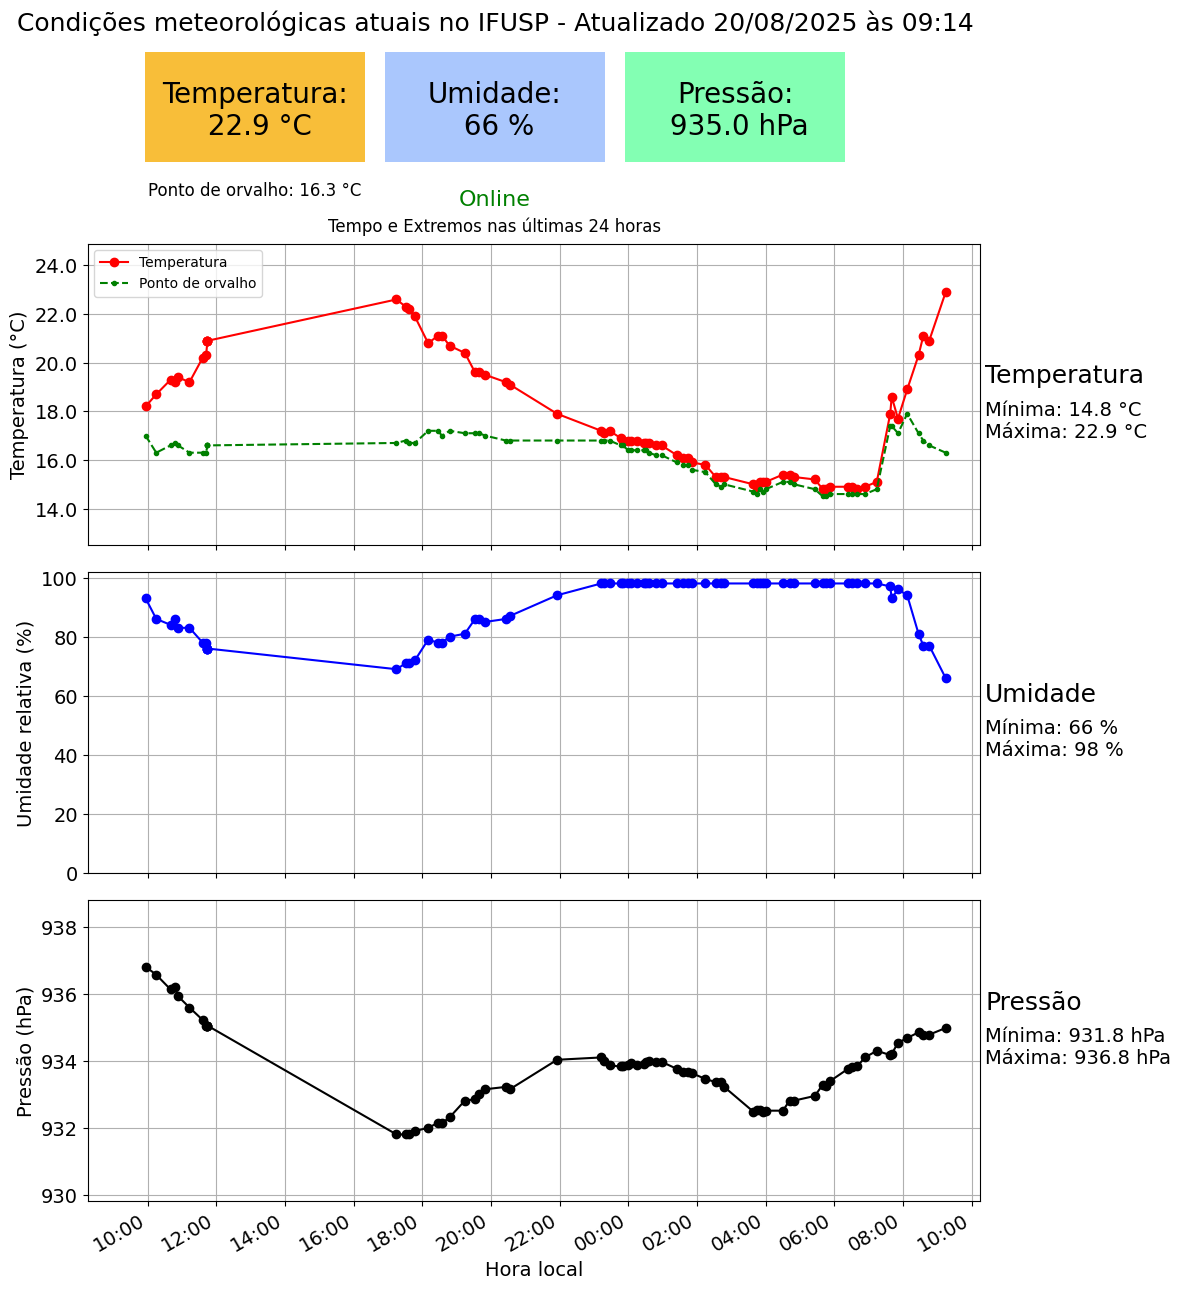 Condições meteorológicas atuais no IFUSP - Atualizado 20/08/2025 às 09:14
Temperatura:
22.9 °C
Umidade:
66 %
Pressão:
935.0 hPa
Ponto de orvalho: 16.3 °C
Online
Tempo e Extremos nas últimas 24 horas
Temperatura
Ponto de orvalho
Temperatura (°C)
24.0
22.0
20.0
18.0
16.0
14.0
Temperatura
Mínima: 14.8 °C
Máxima: 22.9 °C
Umidade relativa (%)
100
80
60
40
20
0
Umidade
Mínima: 66 %
Máxima: 98 %
Pressão (hPa)
938
936
934
932
930
Pressão
Mínima: 931.8 hPa
Máxima: 936.8 hPa
10:00
12:00
14:00
16:00
18:00
20:00
22:00
00:00
02:00
04:00
06:00
08:00
10:00
Hora local